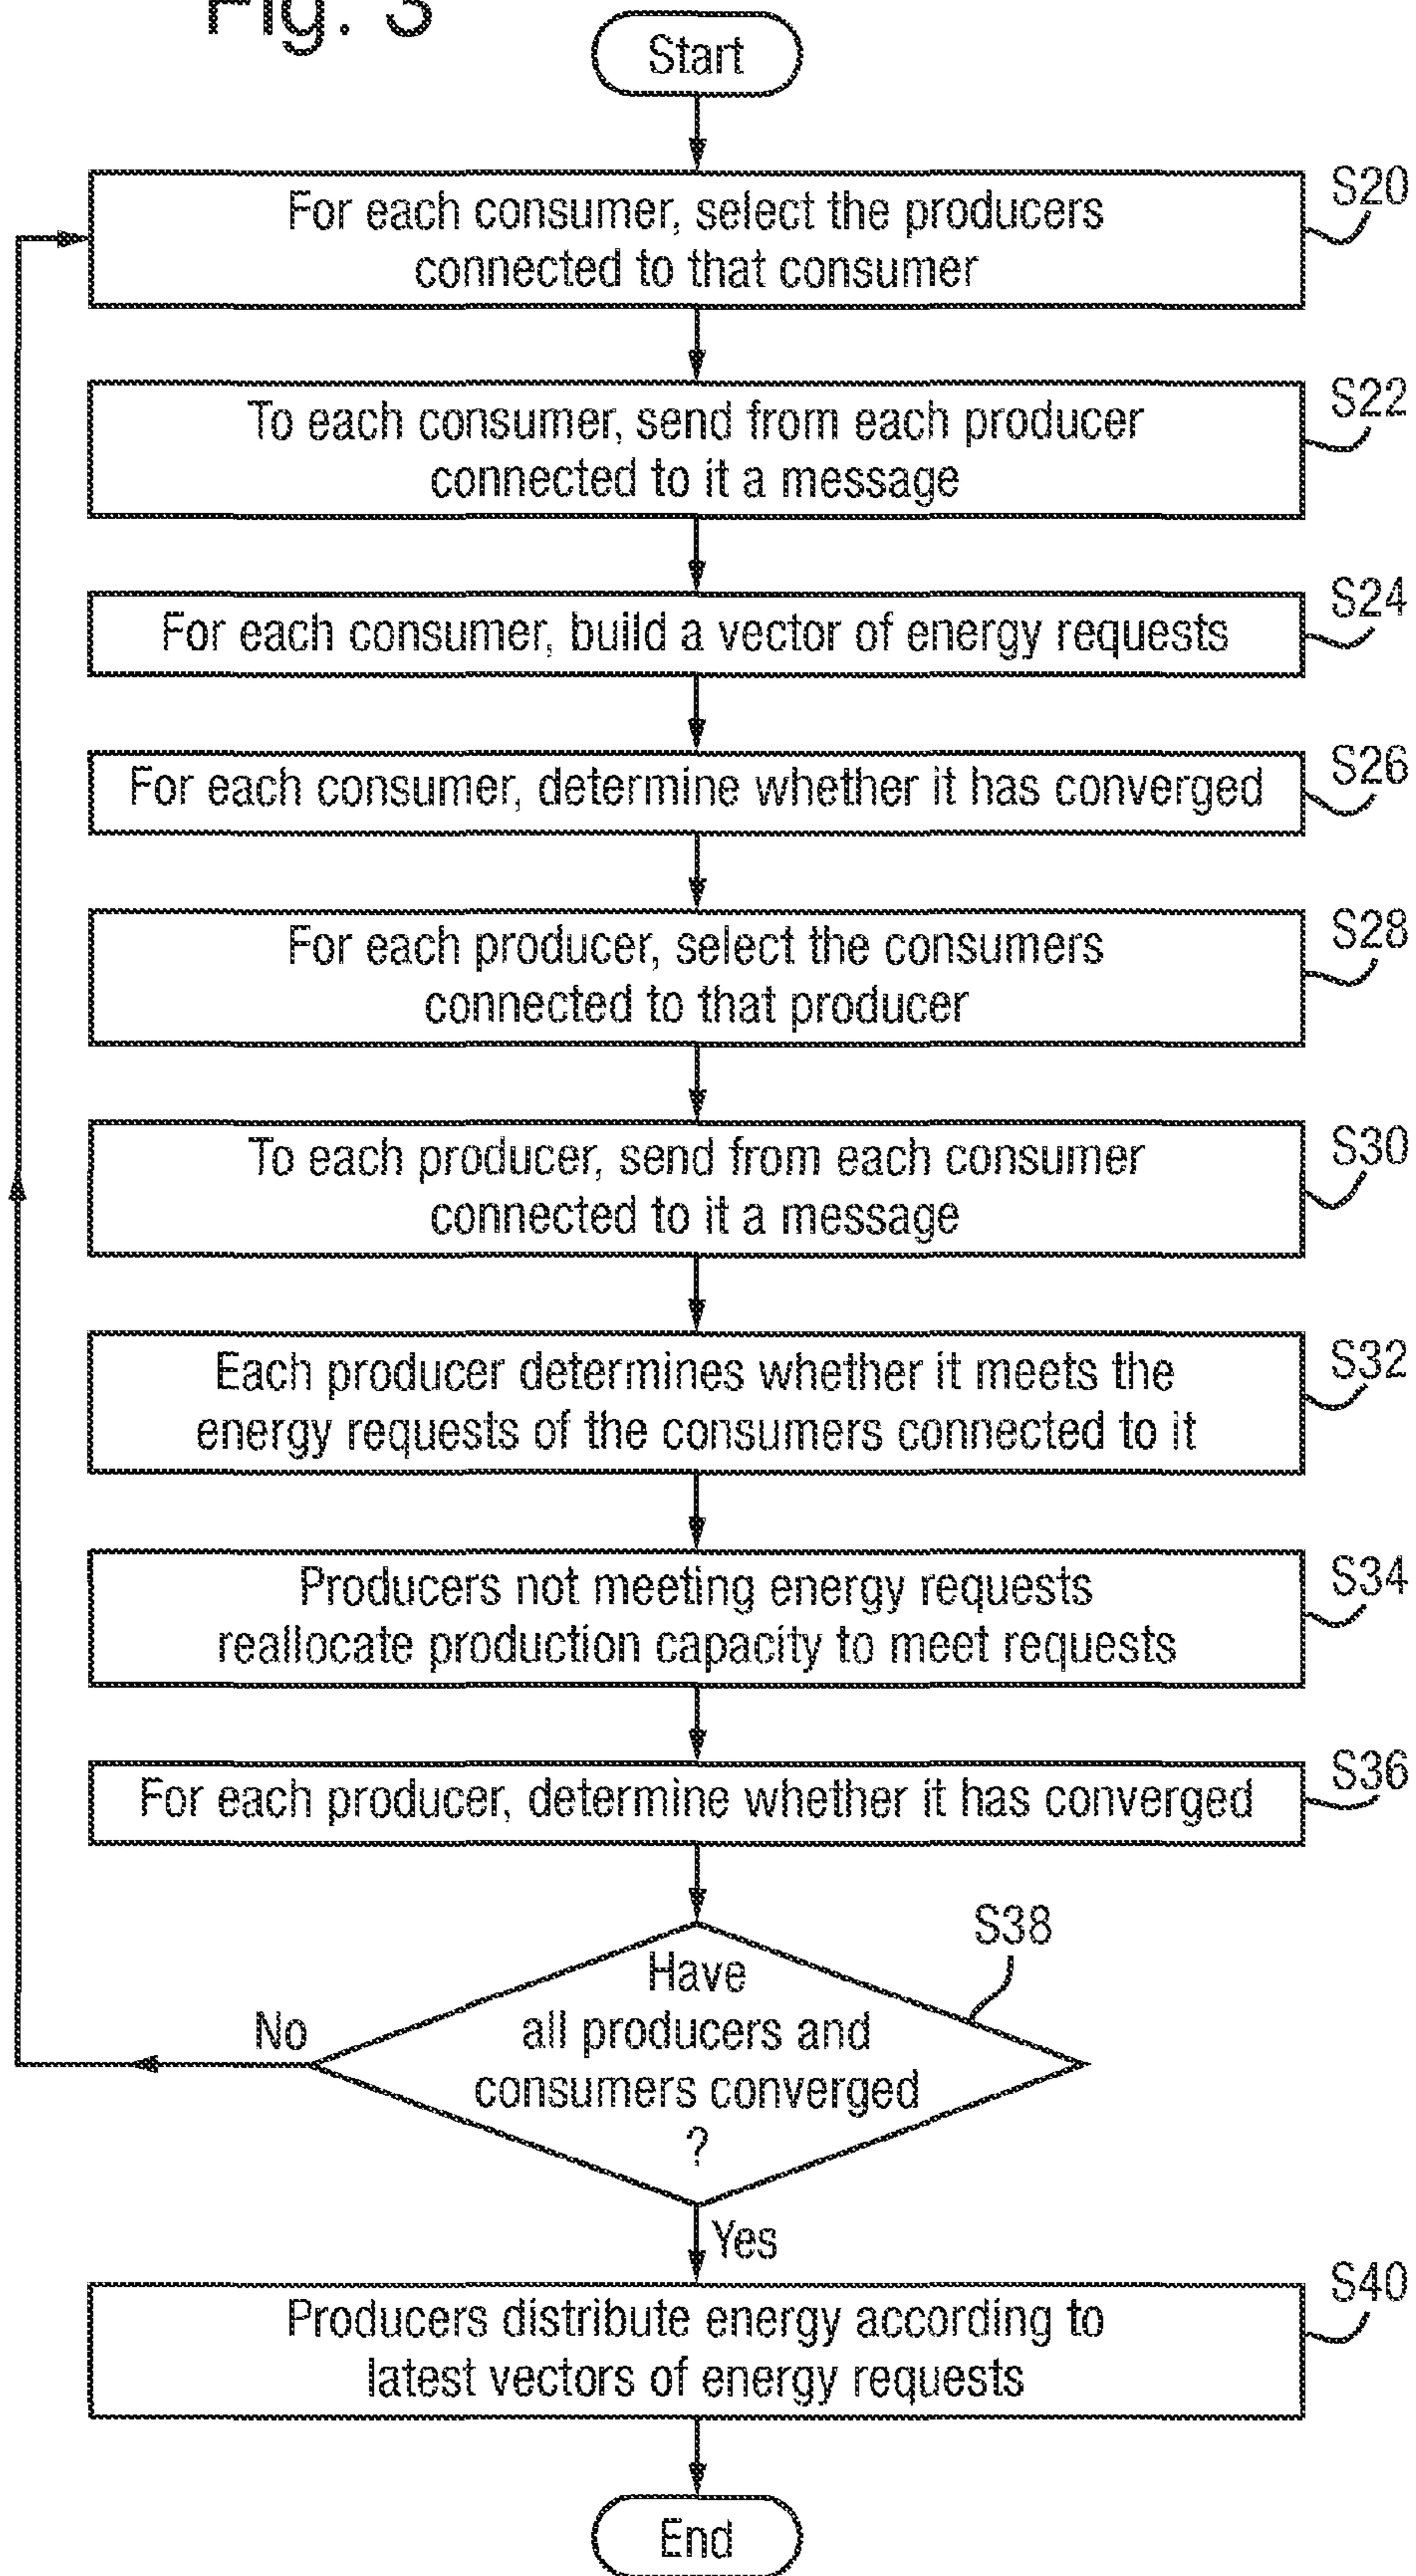 Fig. 3
Start
For each consumer, select the producers
connected to that consumer
S20
To each consumer, send from each producer
connected to it a message
S22
For each consumer, build a vector of energy requests
S24
For each consumer, determine whether it has converged
S26
For each producer, select the consumers
connected to that producer
S28
To each producer, send from each consumer
connected to it a message
S30
Each producer determines whether it meets the
energy requests of the consumers connected to it
S32
Producers not meeting energy requests
reallocate production capacity to meet requests
S34
For each producer, determine whether it has converged
S36
S38
Have
all producers and
consumers converged
?
No
Yes
Producers distribute energy according to
latest vectors of energy requests
S40
End